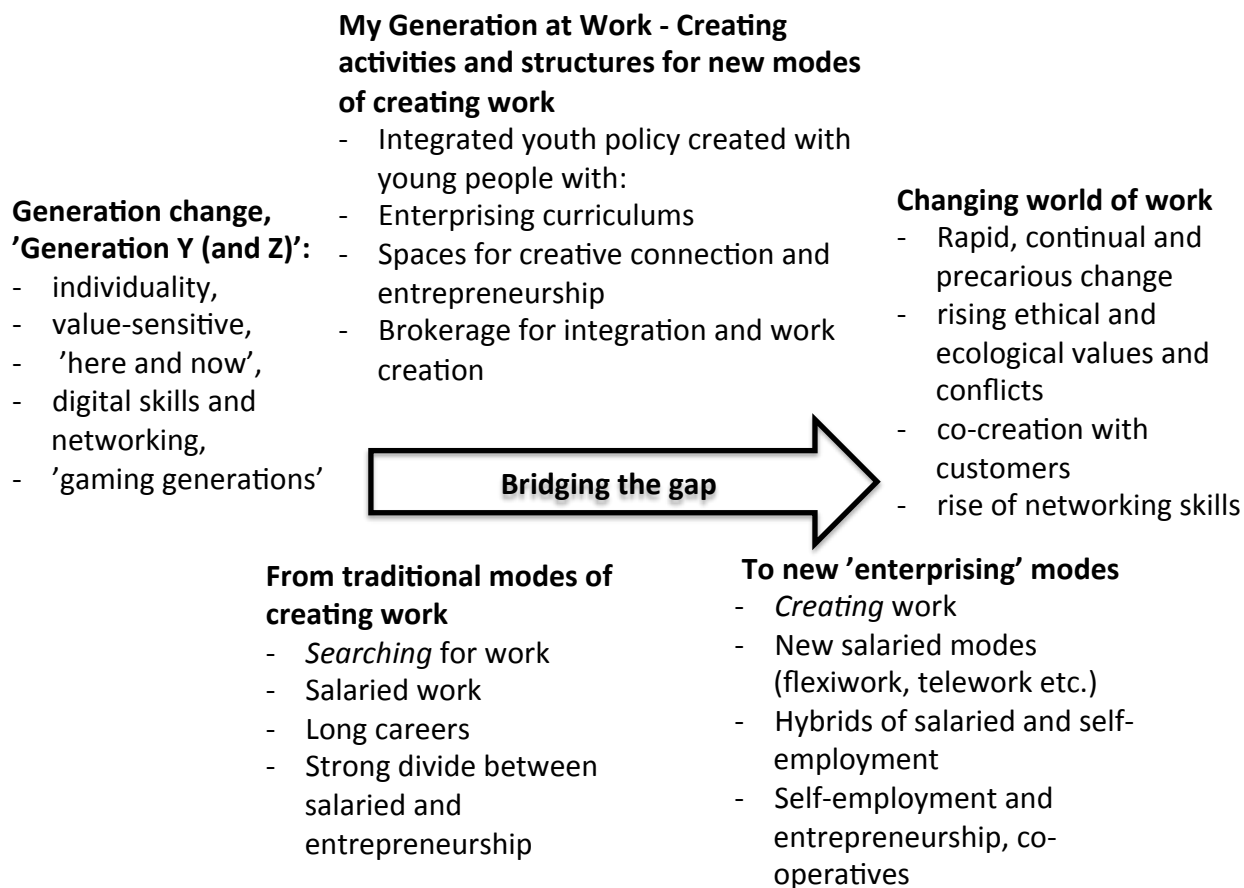 My Generation at Work - Creating
activities and structures for new modes
of creating work
- Integrated youth policy created with
young people with:
- Enterprising curriculums
- Spaces for creative connection and
entrepreneurship
- Brokerage for integration and work
creation
Generation change,
’Generation Y (and Z)’:
- individuality,
- value-sensitive,
- ’here and now’,
- digital skills and
networking,
- ’gaming generations’
Changing world of work
- Rapid, continual and
precarious change
- rising ethical and
ecological values and
conflicts
- co-creation with
customers
- rise of networking skills
Bridging the gap
From traditional modes of
creating work
- Searching for work
- Salaried work
- Long careers
- Strong divide between
salaried and
entrepreneurship
To new ’enterprising’ modes
- Creating work
- New salaried modes
(flexiwork, telework etc.)
- Hybrids of salaried and self-
employment
- Self-employment and
entrepreneurship, co-
operatives